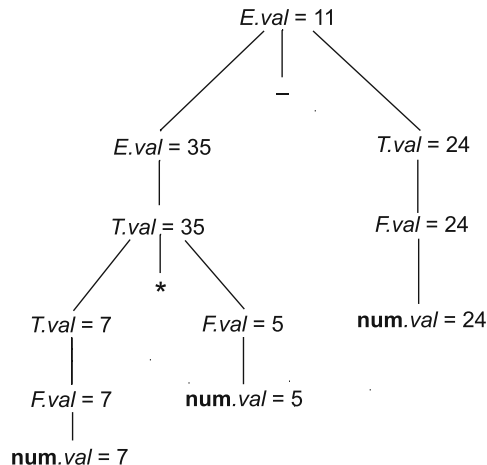 E.val = 11
–
E.val = 35
T.val = 24
T.val = 35
F.val = 24
*
T.val = 7
F.val = 5
num.val = 24
F.val = 7
num.val = 5
num.val = 7